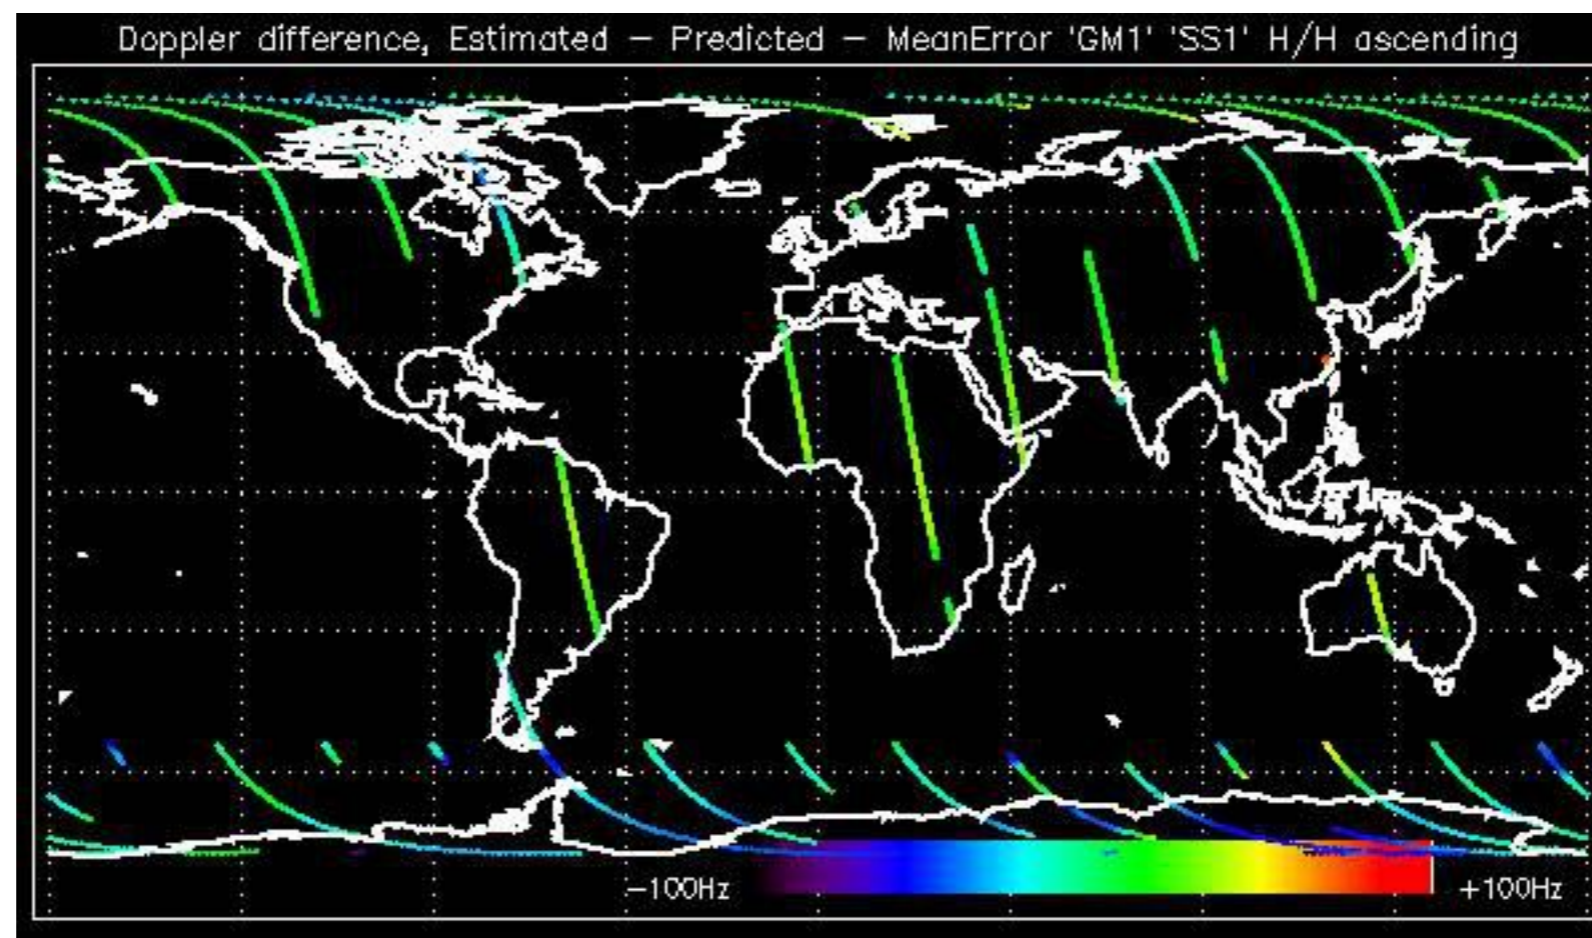 Doppler difference, Estimated – Predicted – MeanError 'GM1' 'SS1' H/H ascending
–100Hz
+100Hz